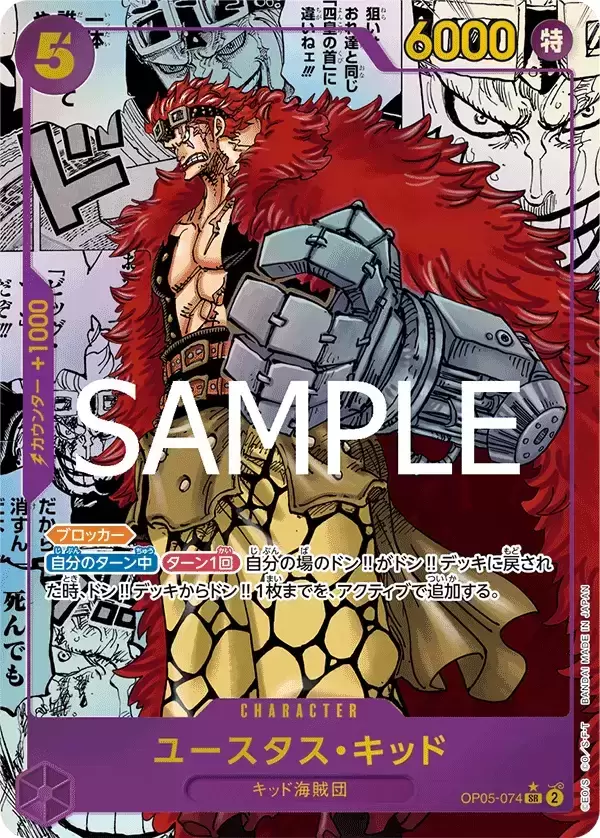 5
6000
特
狙い、
おれ達と同じ
「四皇の首」に
違いねェ!!!
ド
カウンター +1000
SAMPLE
ブロッカー
自分のターン中 ターン1回 自分の場のドン!!がドン!!デッキに戻され
た時、ドン!!デッキからドン!!1枚までを、アクティブで追加する。
消すん
死んでも
CHARACTER
ユースタス・キッド
キッド海賊団
OP05-074 SR 2
BANDAI MADE IN JAPAN